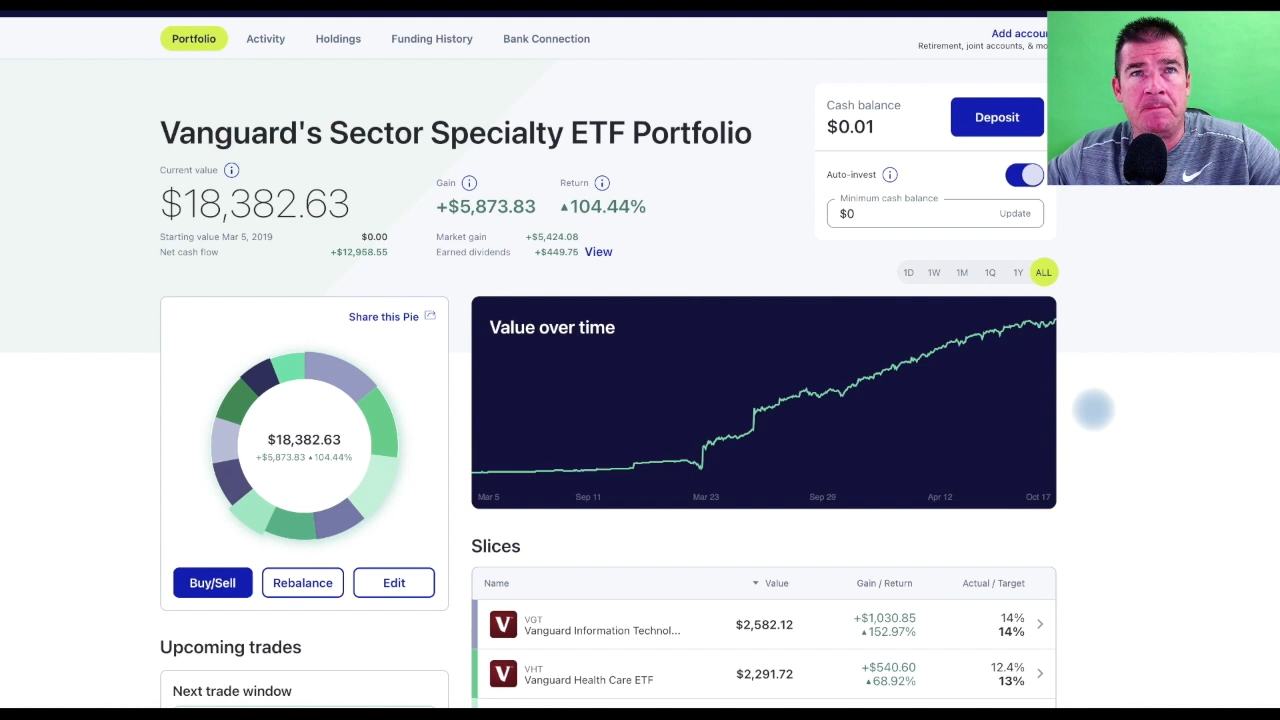 Portfolio Activity Holdings Funding History Bank Connection
Add accou
Retirement, joint accounts, & mo
Vanguard's Sector Specialty ETF Portfolio
Cash balance
$0.01
Deposit
Current value i
$18,382.63
Gain i
+$5,873.83
Return i
▲104.44%
Auto-invest i
Minimum cash balance
$0 Update
Starting value Mar 5, 2019 $0.00
Net cash flow +$12,958.55
Market gain +$5,424.08
Earned dividends +$449.75 View
1D 1W 1M 1Q 1Y ALL
Share this Pie
$18,382.63
+$5,873.83 ▲104.44%
Buy/Sell Rebalance Edit
Value over time
Mar 5 Sep 11 Mar 23 Sep 29 Apr 12 Oct 17
Slices
Name ▼ Value Gain / Return Actual / Target
V VGT
Vanguard Information Technol...
$2,582.12
+$1,030.85
▲152.97%
14%
14%
V VHT
Vanguard Health Care ETF
$2,291.72
+$540.60
▲68.92%
12.4%
13%
Upcoming trades
Next trade window